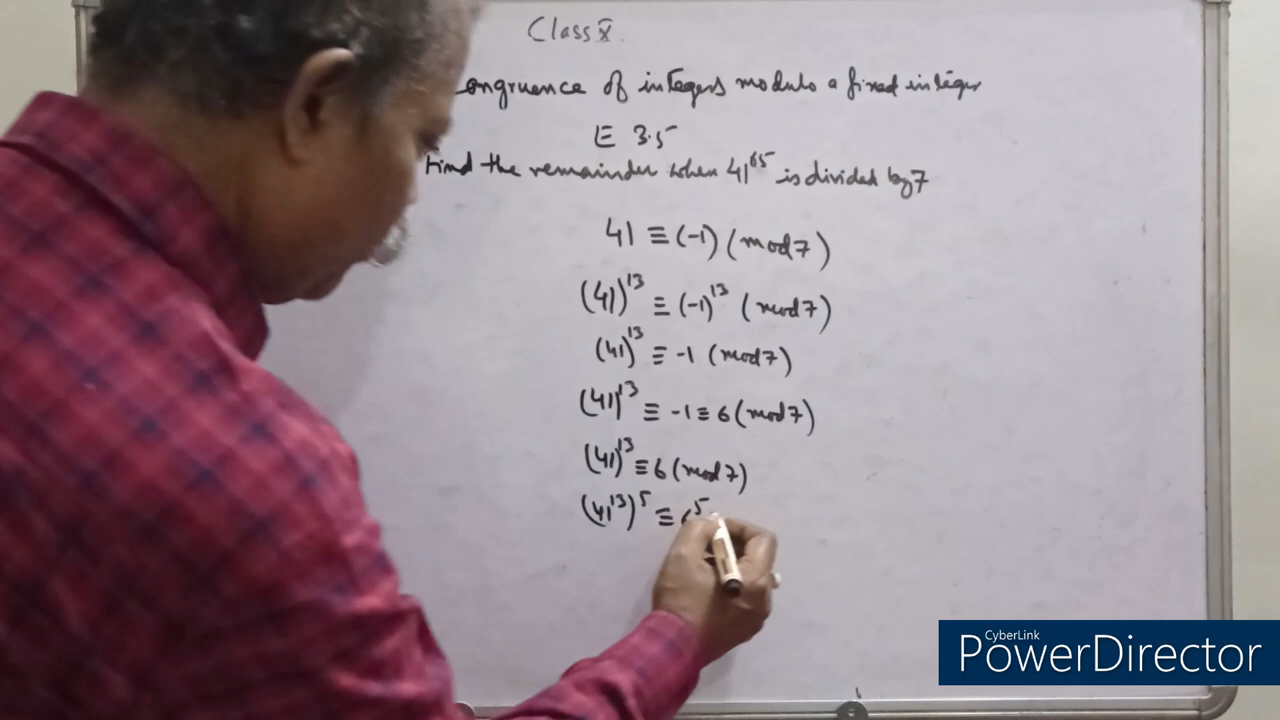 Class X.
ongruence of integers modulo a fixed integer
E 3.5
Find the remainder when 41^65 is divided by 7
41 ≡ (-1) (mod 7)
(41)^13 ≡ (-1)^13 (mod 7)
(41)^13 ≡ -1 (mod 7)
(41)^13 ≡ -1 ≡ 6 (mod 7)
(41)^13 ≡ 6 (mod 7)
(41^13)^5 ≡ 6^5
CyberLink
PowerDirector